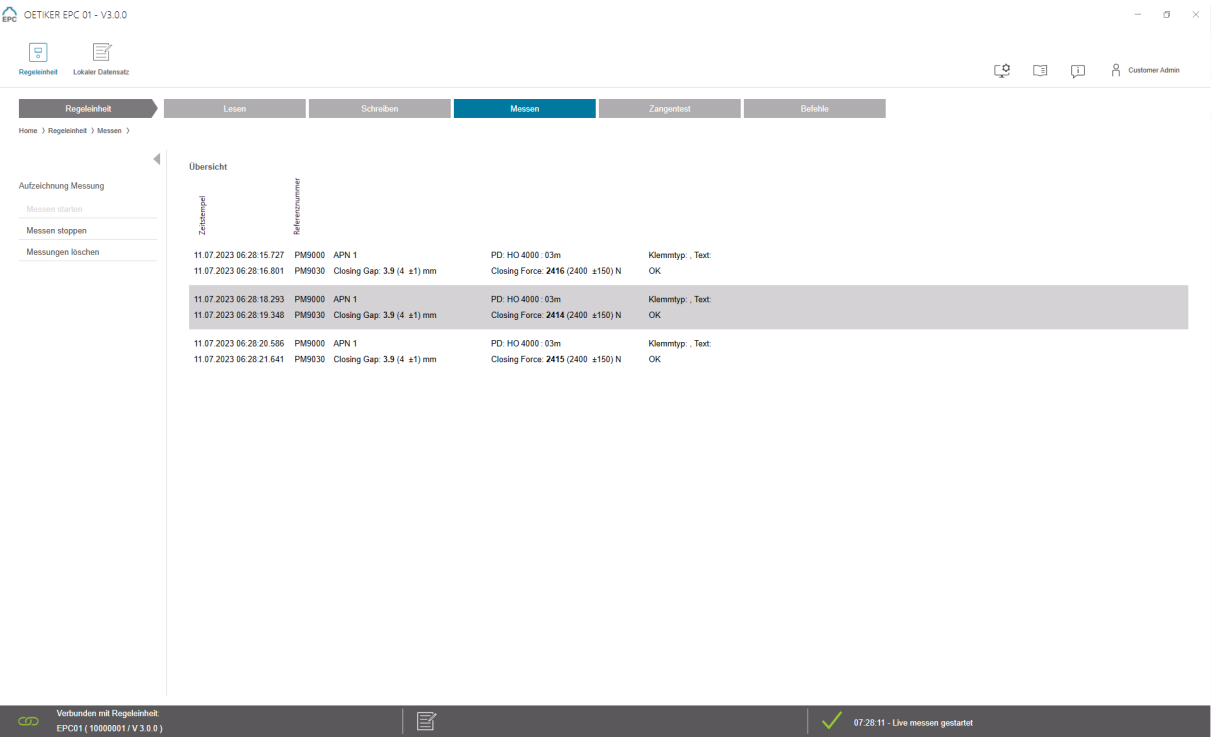 EPC OETIKER EPC 01 - V3.0.0
Regeleinheit Lokaler Datensatz
Customer Admin
Regeleinheit Lesen Schreiben Messen Zangentest Befehle
Home > Regeleinheit > Messen >
Übersicht
Aufzeichnung Messung
Messen starten
Messen stoppen
Messungen löschen
Zeitstempel Referenznummer
11.07.2023 06:28:15.727 PM9000 APN 1 PD: HO 4000 : 03m Klemmtyp: , Text:
11.07.2023 06:28:16.801 PM9030 Closing Gap: 3.9 (4 ±1) mm Closing Force: 2416 (2400 ±150) N OK
11.07.2023 06:28:18.293 PM9000 APN 1 PD: HO 4000 : 03m Klemmtyp: , Text:
11.07.2023 06:28:19.348 PM9030 Closing Gap: 3.9 (4 ±1) mm Closing Force: 2414 (2400 ±150) N OK
11.07.2023 06:28:20.586 PM9000 APN 1 PD: HO 4000 : 03m Klemmtyp: , Text:
11.07.2023 06:28:21.641 PM9030 Closing Gap: 3.9 (4 ±1) mm Closing Force: 2415 (2400 ±150) N OK
Verbunden mit Regeleinheit:
EPC01 ( 10000001 / V 3.0.0 )
07:28:11 - Live messen gestartet